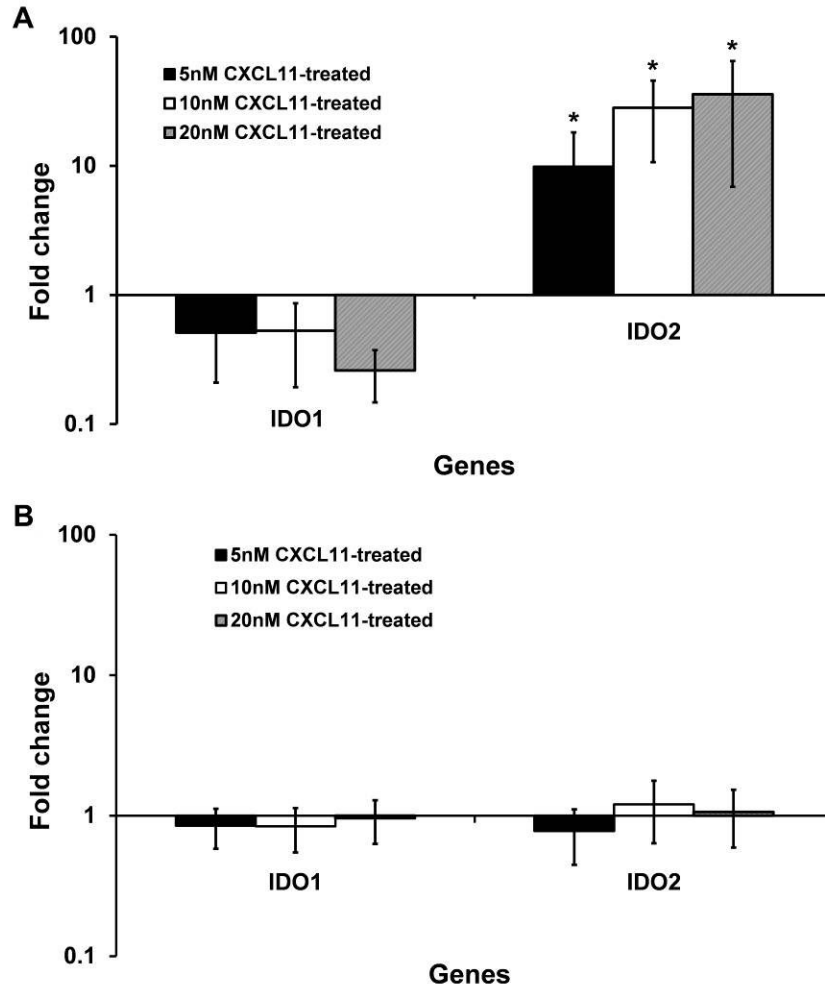 A
100
10
1
0.1
Fold change
5nM CXCL11-treated
10nM CXCL11-treated
20nM CXCL11-treated
*
*
*
IDO1
IDO2
Genes
B
100
10
1
0.1
Fold change
5nM CXCL11-treated
10nM CXCL11-treated
20nM CXCL11-treated
IDO1
IDO2
Genes